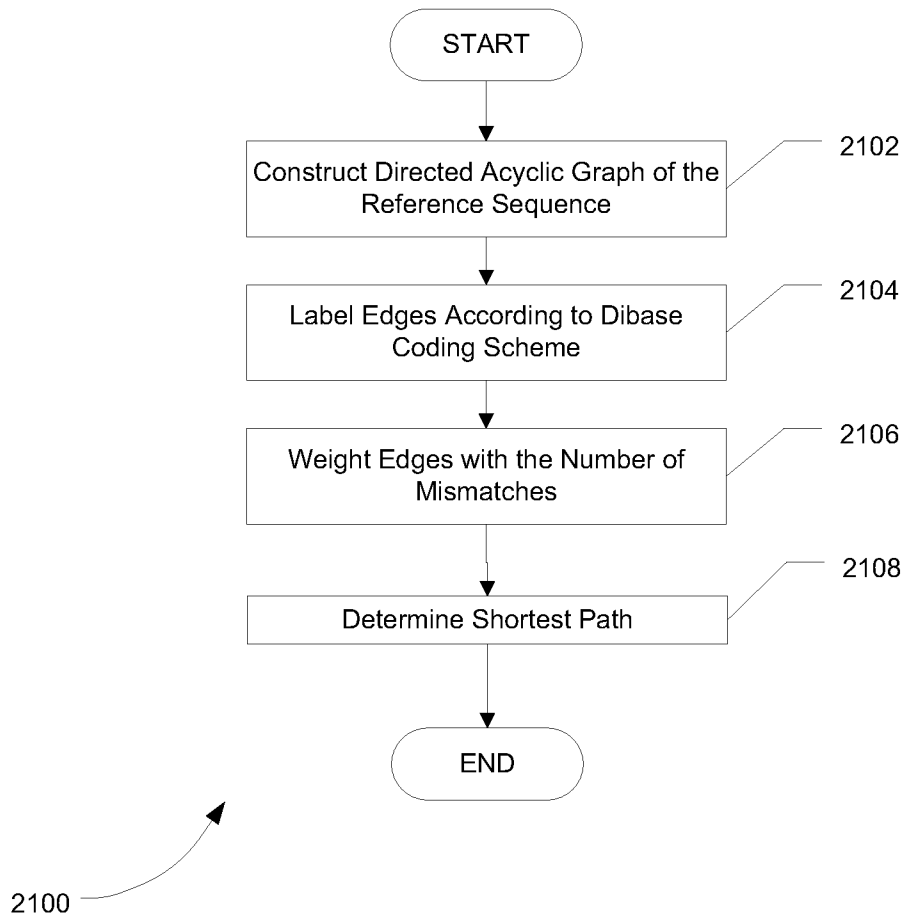 START
2102
Construct Directed Acyclic Graph of the
Reference Sequence
2104
Label Edges According to Dibase
Coding Scheme
2106
Weight Edges with the Number of
Mismatches
2108
Determine Shortest Path
END
2100